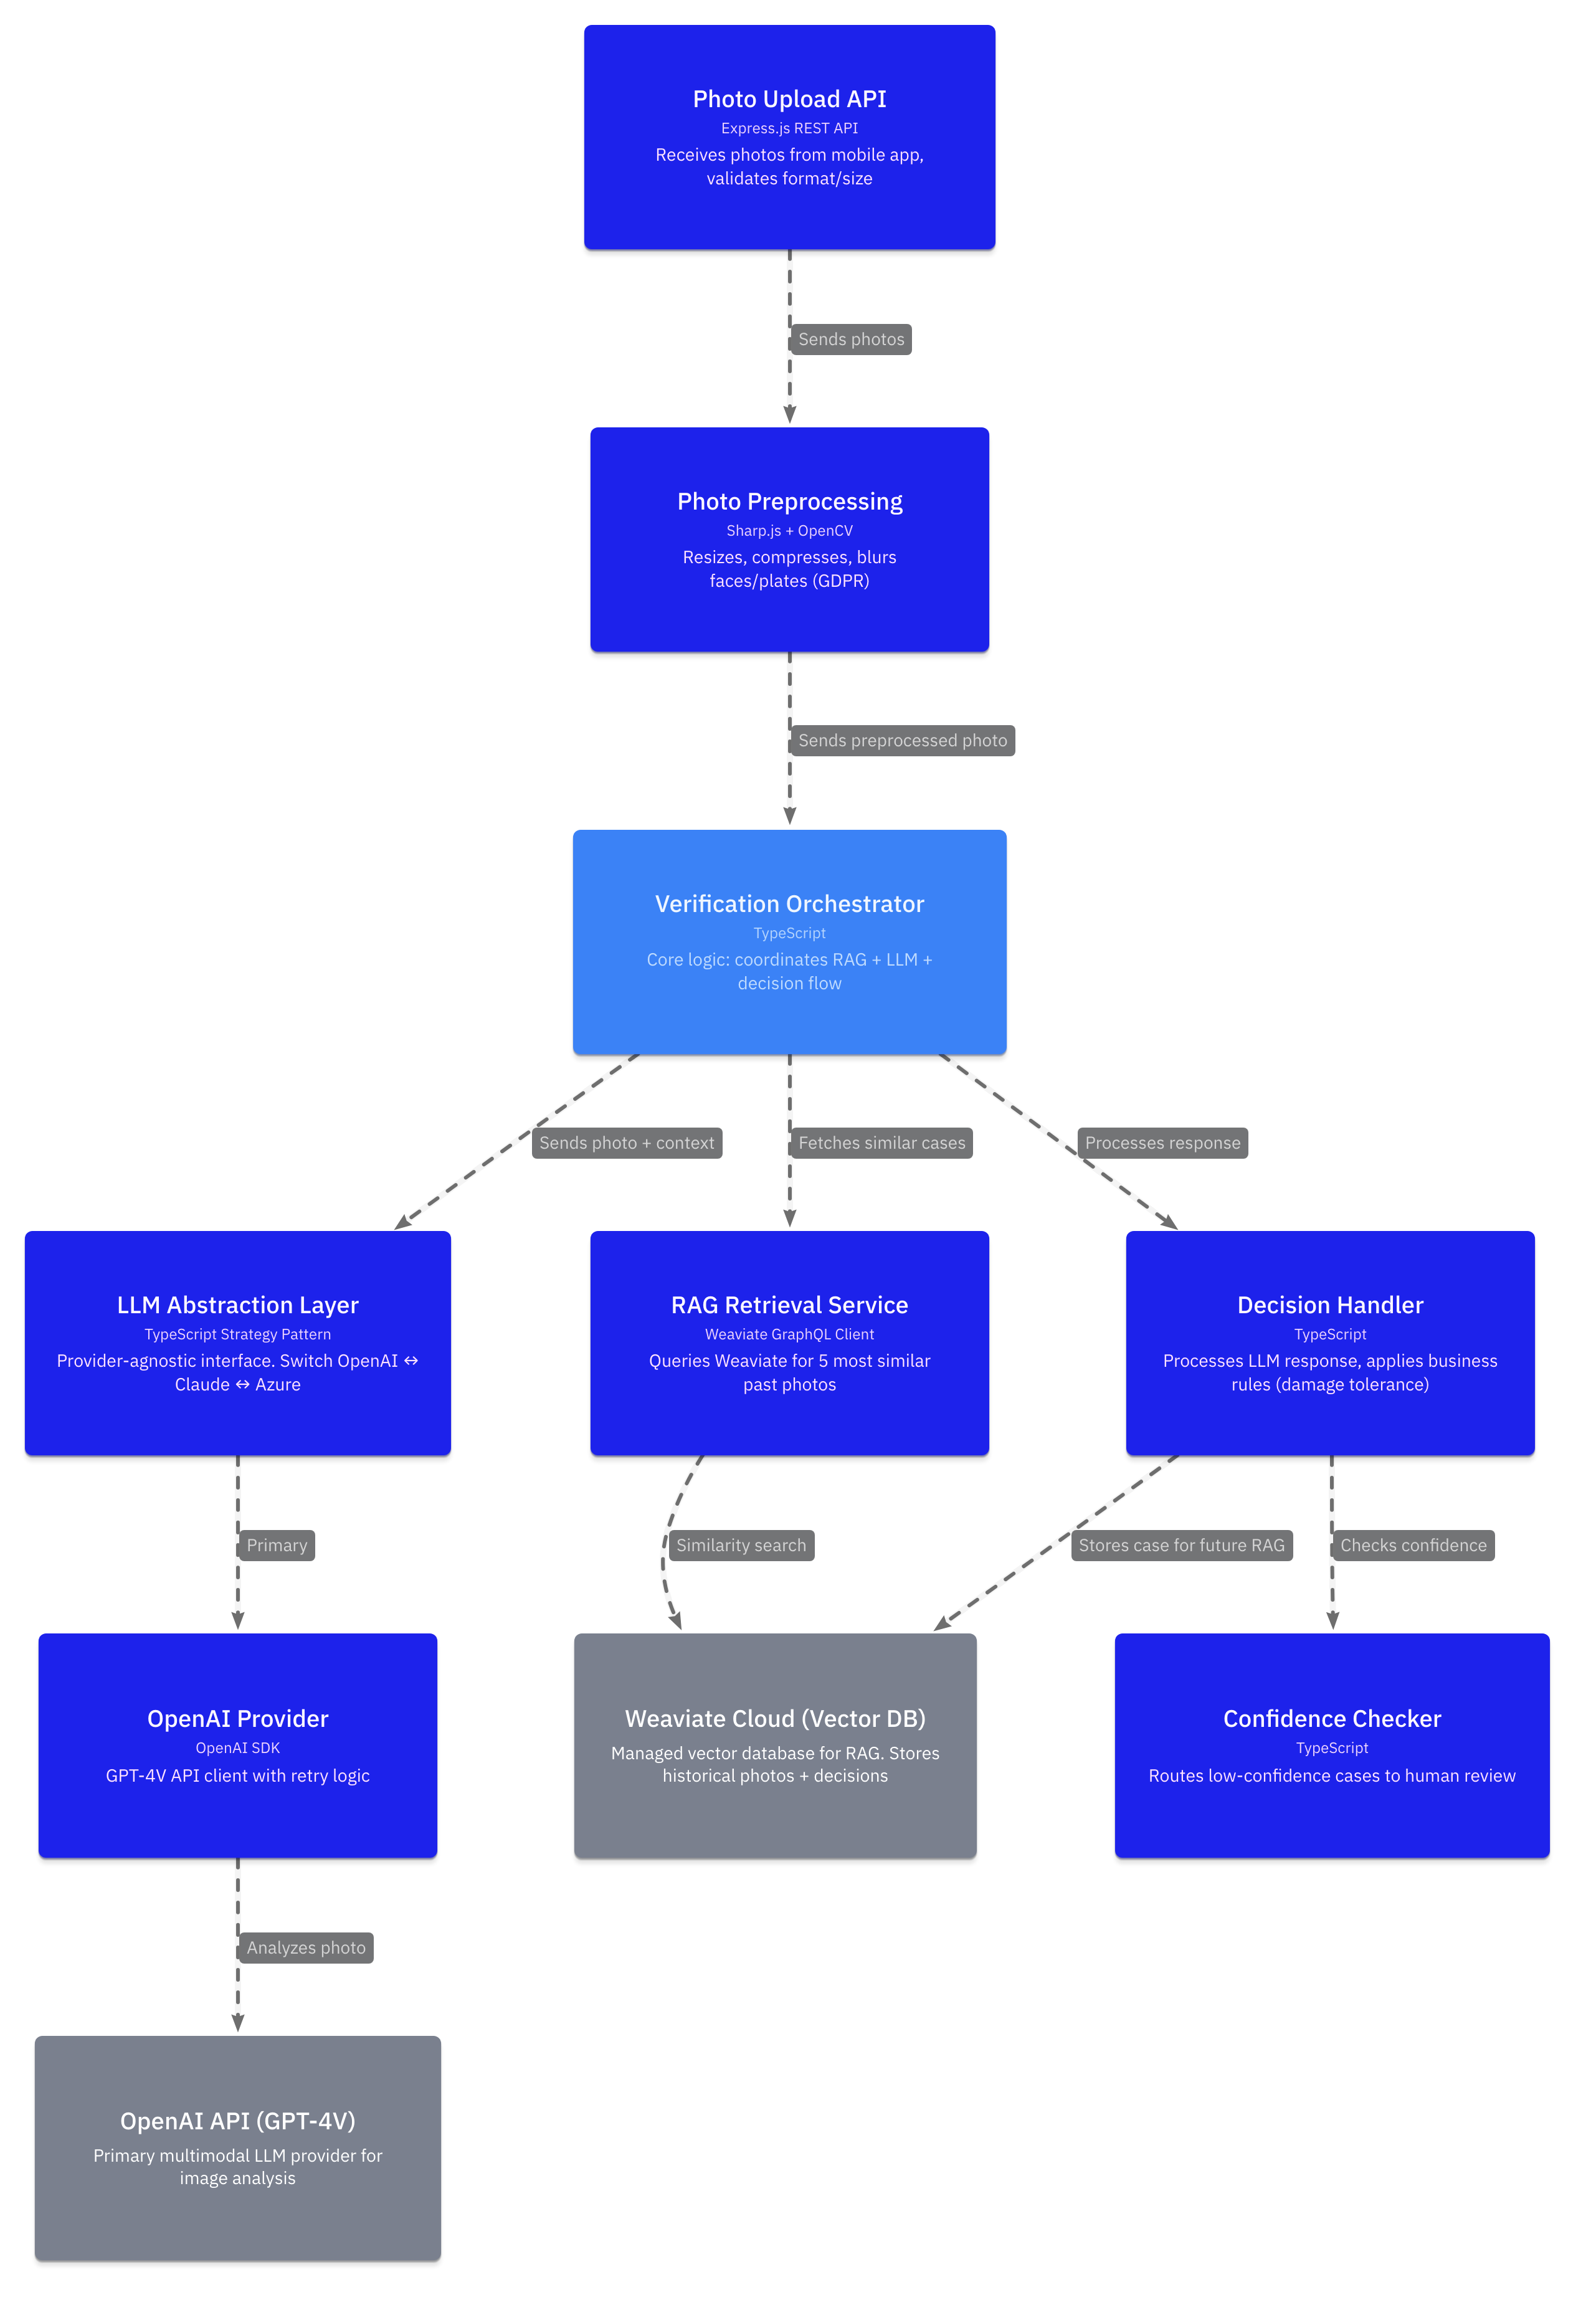 Photo Upload API
Express.js REST API
Receives photos from mobile app,
validates format/size
Sends photos
Photo Preprocessing
Sharp.js + OpenCV
Resizes, compresses, blurs
faces/plates (GDPR)
Sends preprocessed photo
Verification Orchestrator
TypeScript
Core logic: coordinates RAG + LLM +
decision flow
Sends photo + context
Fetches similar cases
Processes response
LLM Abstraction Layer
TypeScript Strategy Pattern
Provider-agnostic interface. Switch OpenAI ↔
Claude ↔ Azure
RAG Retrieval Service
Weaviate GraphQL Client
Queries Weaviate for 5 most similar
past photos
Decision Handler
TypeScript
Processes LLM response, applies business
rules (damage tolerance)
Primary
Similarity search
Stores case for future RAG
Checks confidence
OpenAI Provider
OpenAI SDK
GPT-4V API client with retry logic
Weaviate Cloud (Vector DB)
Managed vector database for RAG. Stores
historical photos + decisions
Confidence Checker
TypeScript
Routes low-confidence cases to human review
Analyzes photo
OpenAI API (GPT-4V)
Primary multimodal LLM provider for
image analysis